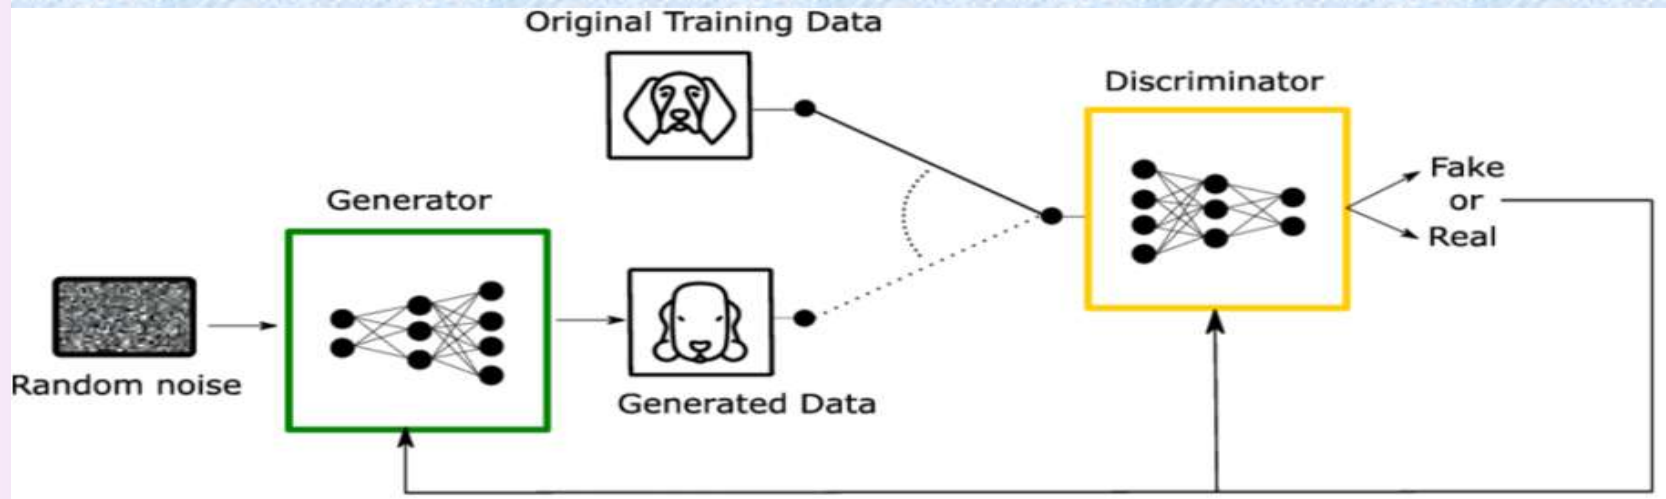 Original Training Data
Discriminator
Fake
or
Real
Generator
Random noise
Generated Data